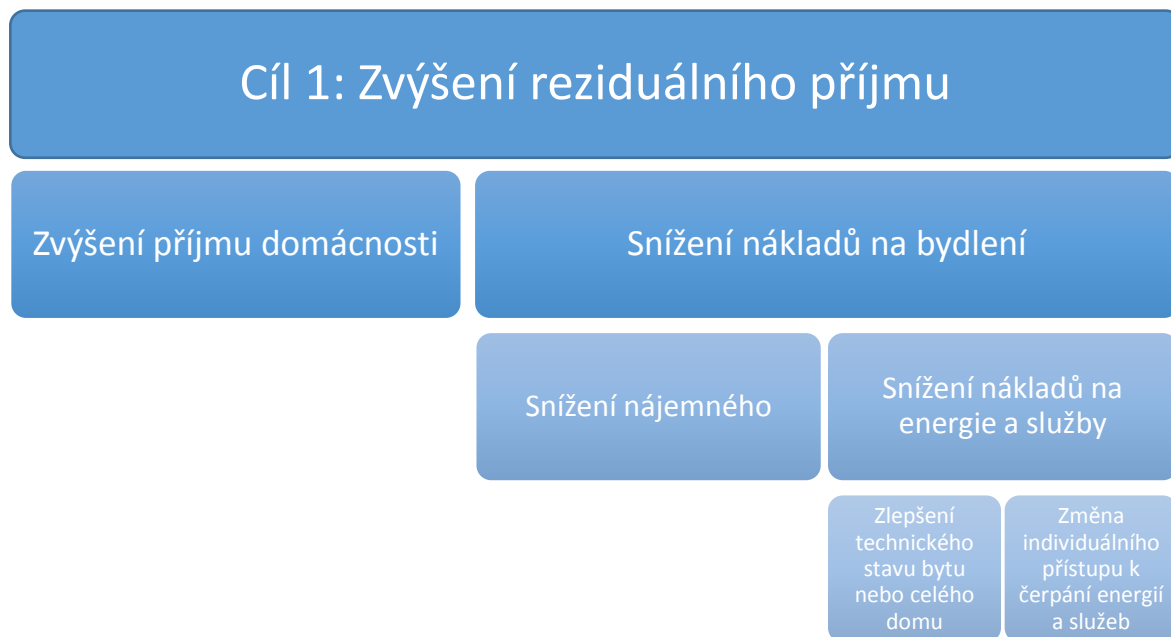 Cíl 1: Zvýšení reziduálního příjmu
Zvýšení příjmu domácnosti
Snížení nákladů na bydlení
Snížení nájemného
Snížení nákladů na
energie a služby
Zlepšení
technického
stavu bytu
nebo celého
domu
Změna
individuálního
přístupu k
čerpání energií
a služeb